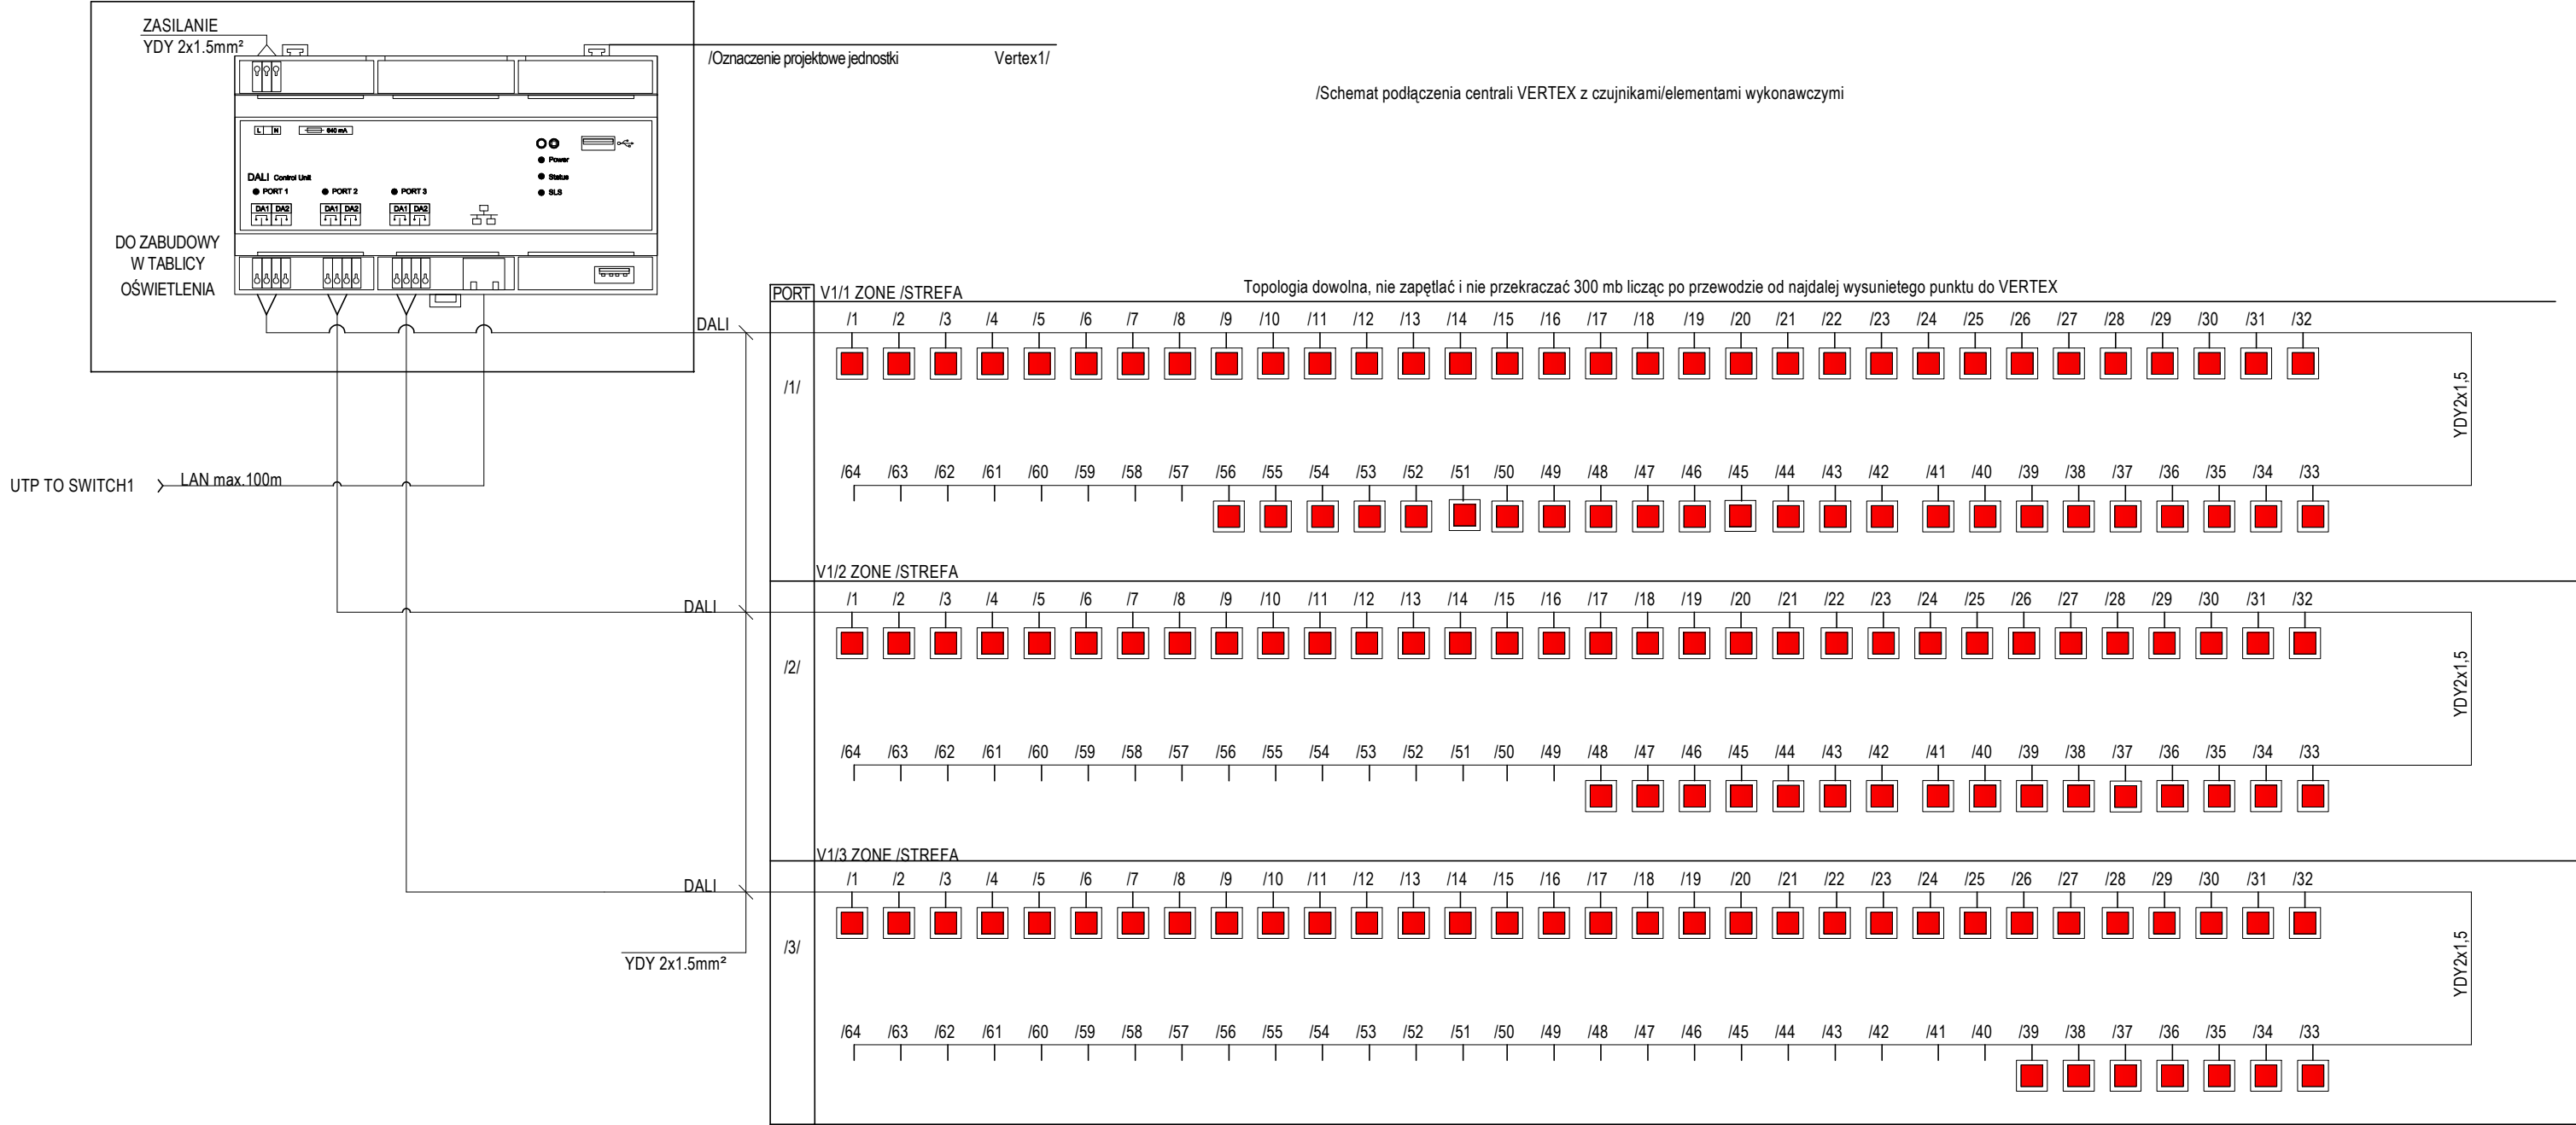 ZASILANIE
YDY 2x1.5mm²
/Oznaczenie projektowe jednostki Vertex1/
/Schemat podłączenia centrali VERTEX z czujnikami/elementami wykonawczymi
L N 640 mA
Power
Status
SLS
DALI Control Unit
PORT 1 PORT 2 PORT 3
DA1 DA2 DA1 DA2 DA1 DA2
DO ZABUDOWY
W TABLICY
OŚWIETLENIA
PORT V1/1 ZONE /STREFA Topologia dowolna, nie zapętlać i nie przekraczać 300 mb licząc po przewodzie od najdalej wysunietego punktu do VERTEX
DALI /1 /2 /3 /4 /5 /6 /7 /8 /9 /10 /11 /12 /13 /14 /15 /16 /17 /18 /19 /20 /21 /22 /23 /24 /25 /26 /27 /28 /29 /30 /31 /32
/1/
YDY2x1,5
/64 /63 /62 /61 /60 /59 /58 /57 /56 /55 /54 /53 /52 /51 /50 /49 /48 /47 /46 /45 /44 /43 /42 /41 /40 /39 /38 /37 /36 /35 /34 /33
UTP TO SWITCH1 LAN max.100m
V1/2 ZONE /STREFA
DALI /1 /2 /3 /4 /5 /6 /7 /8 /9 /10 /11 /12 /13 /14 /15 /16 /17 /18 /19 /20 /21 /22 /23 /24 /25 /26 /27 /28 /29 /30 /31 /32
/2/
YDY2x1,5
/64 /63 /62 /61 /60 /59 /58 /57 /56 /55 /54 /53 /52 /51 /50 /49 /48 /47 /46 /45 /44 /43 /42 /41 /40 /39 /38 /37 /36 /35 /34 /33
V1/3 ZONE /STREFA
DALI /1 /2 /3 /4 /5 /6 /7 /8 /9 /10 /11 /12 /13 /14 /15 /16 /17 /18 /19 /20 /21 /22 /23 /24 /25 /26 /27 /28 /29 /30 /31 /32
/3/
YDY2x1,5
YDY 2x1.5mm²
/64 /63 /62 /61 /60 /59 /58 /57 /56 /55 /54 /53 /52 /51 /50 /49 /48 /47 /46 /45 /44 /43 /42 /41 /40 /39 /38 /37 /36 /35 /34 /33